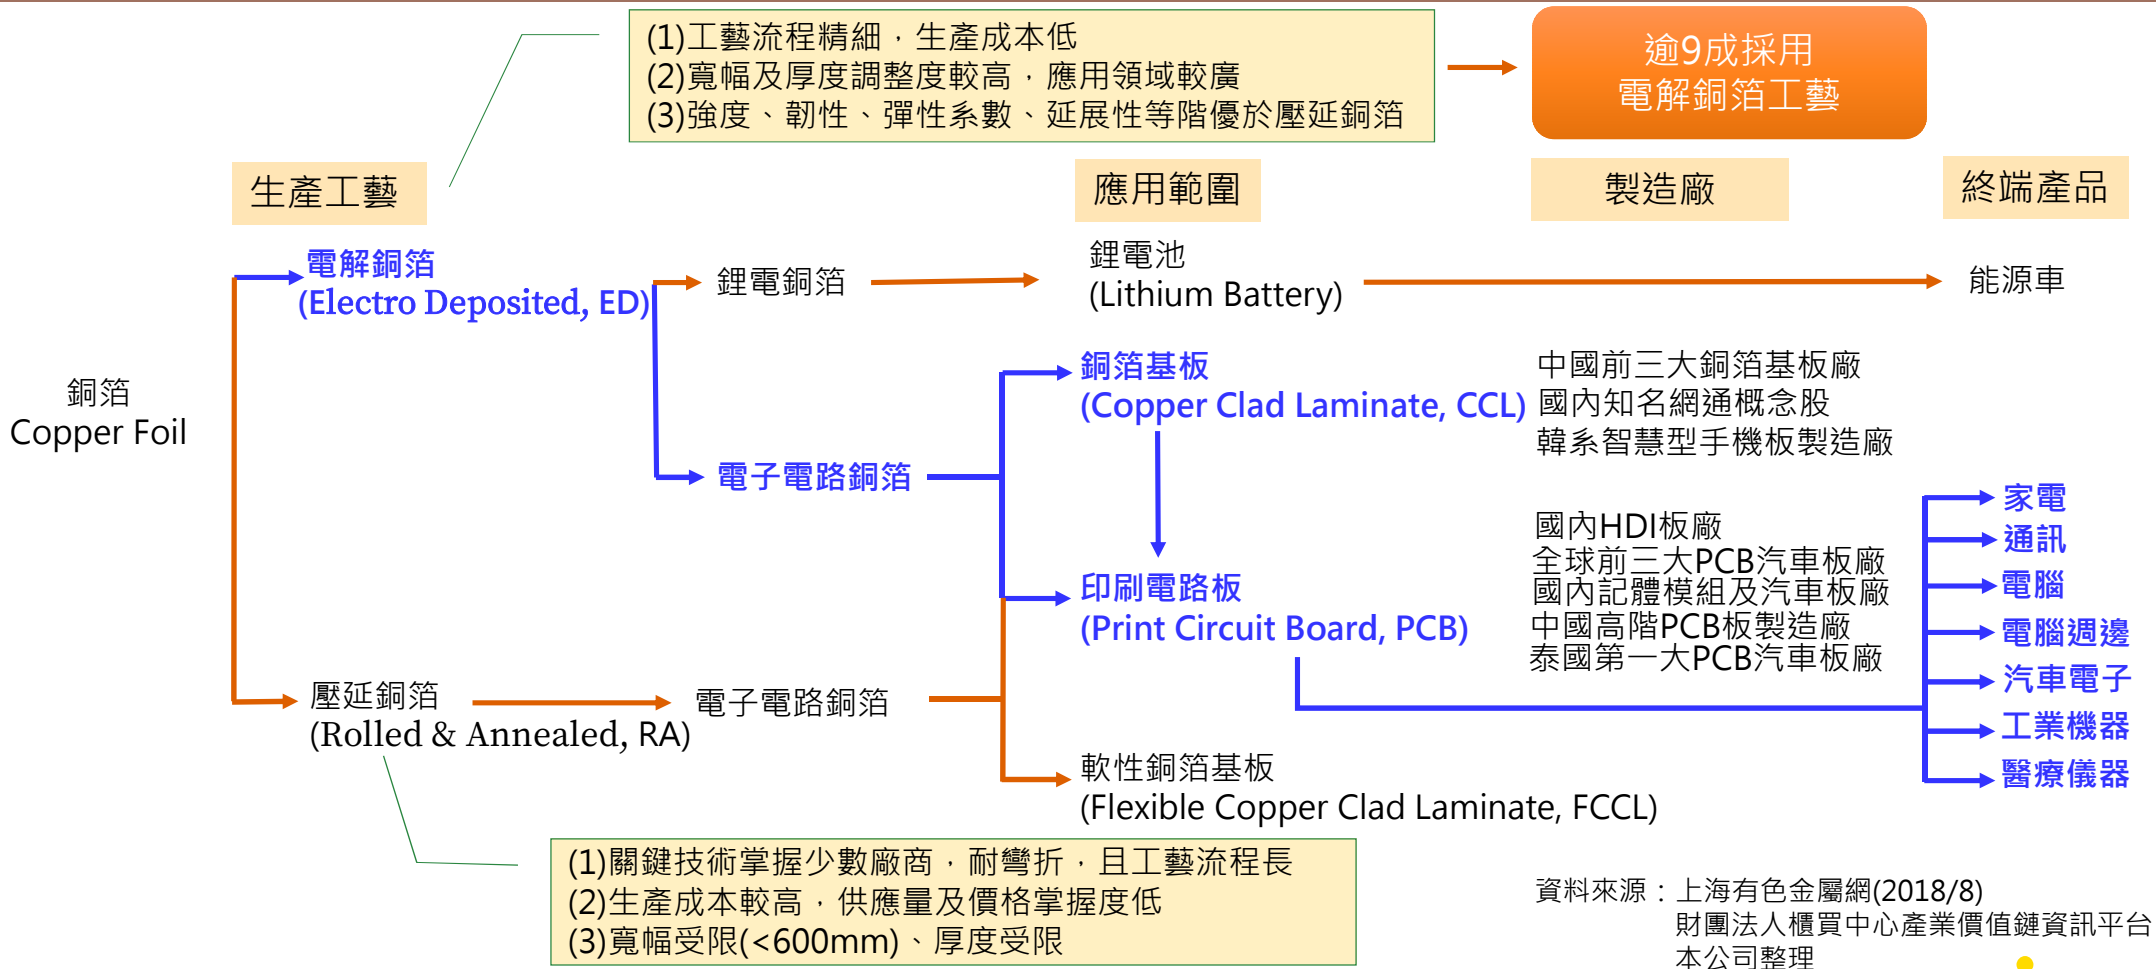 (1)工藝流程精細，生產成本低
(2)寬幅及厚度調整度較高，應用領域較廣
(3)強度、韌性、彈性系數、延展性等階優於壓延銅箔
逾9成採用
電解銅箔工藝
生產工藝
應用範圍
製造廠
終端產品
電解銅箔
(Electro Deposited, ED)
鋰電銅箔
鋰電池
(Lithium Battery)
能源車
銅箔
Copper Foil
銅箔基板
(Copper Clad Laminate, CCL)
中國前三大銅箔基板廠
國內知名網通概念股
韓系智慧型手機板製造廠
電子電路銅箔
印刷電路板
(Print Circuit Board, PCB)
國內HDI板廠
全球前三大PCB汽車板廠
國內記體模組及汽車板廠
中國高階PCB板製造廠
泰國第一大PCB汽車板廠
家電
通訊
電腦
電腦週邊
汽車電子
工業機器
醫療儀器
壓延銅箔
(Rolled & Annealed, RA)
電子電路銅箔
軟性銅箔基板
(Flexible Copper Clad Laminate, FCCL)
(1)關鍵技術掌握少數廠商，耐彎折，且工藝流程長
(2)生產成本較高，供應量及價格掌握度低
(3)寬幅受限(<600mm)、厚度受限
資料來源：上海有色金屬網(2018/8)
財團法人櫃買中心產業價值鏈資訊平台
本公司整理